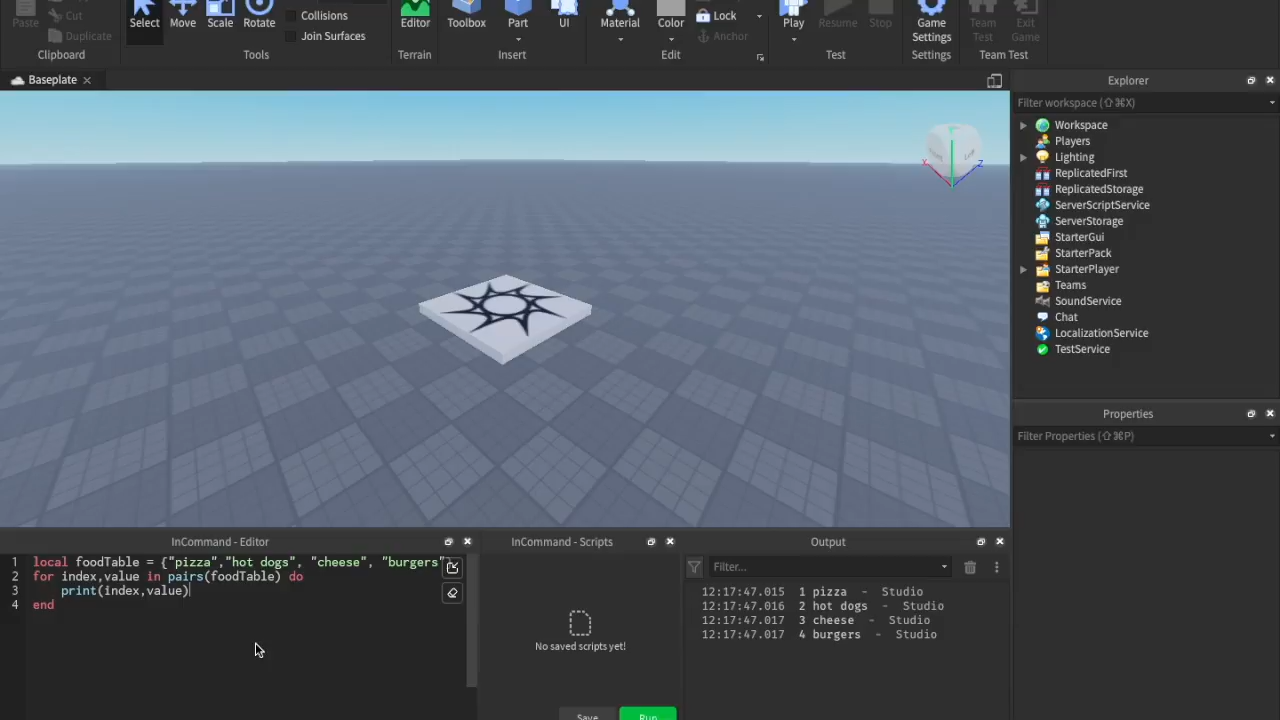 Paste
Cut
Duplicate
Clipboard
Select
Move
Scale
Rotate
Collisions
Join Surfaces
Tools
Editor
Terrain
Toolbox
Part
UI
Insert
Material
Color
Lock
Anchor
Edit
Play
Resume
Stop
Test
Game
Settings
Settings
Team
Test
Exit
Game
Team Test
Baseplate
Explorer
Filter workspace (⇧⌘X)
Workspace
Players
Lighting
ReplicatedFirst
ReplicatedStorage
ServerScriptService
ServerStorage
StarterGui
StarterPack
StarterPlayer
Teams
SoundService
Chat
LocalizationService
TestService
Properties
Filter Properties (⇧⌘P)
X
Z
InCommand - Editor
1 local foodTable = {"pizza","hot dogs", "cheese", "burgers"
2 for index,value in pairs(foodTable) do
3 print(index,value)
4 end
InCommand - Scripts
No saved scripts yet!
Save
Run
Output
Filter...
12:17:47.015 1 pizza - Studio
12:17:47.016 2 hot dogs - Studio
12:17:47.017 3 cheese - Studio
12:17:47.017 4 burgers - Studio